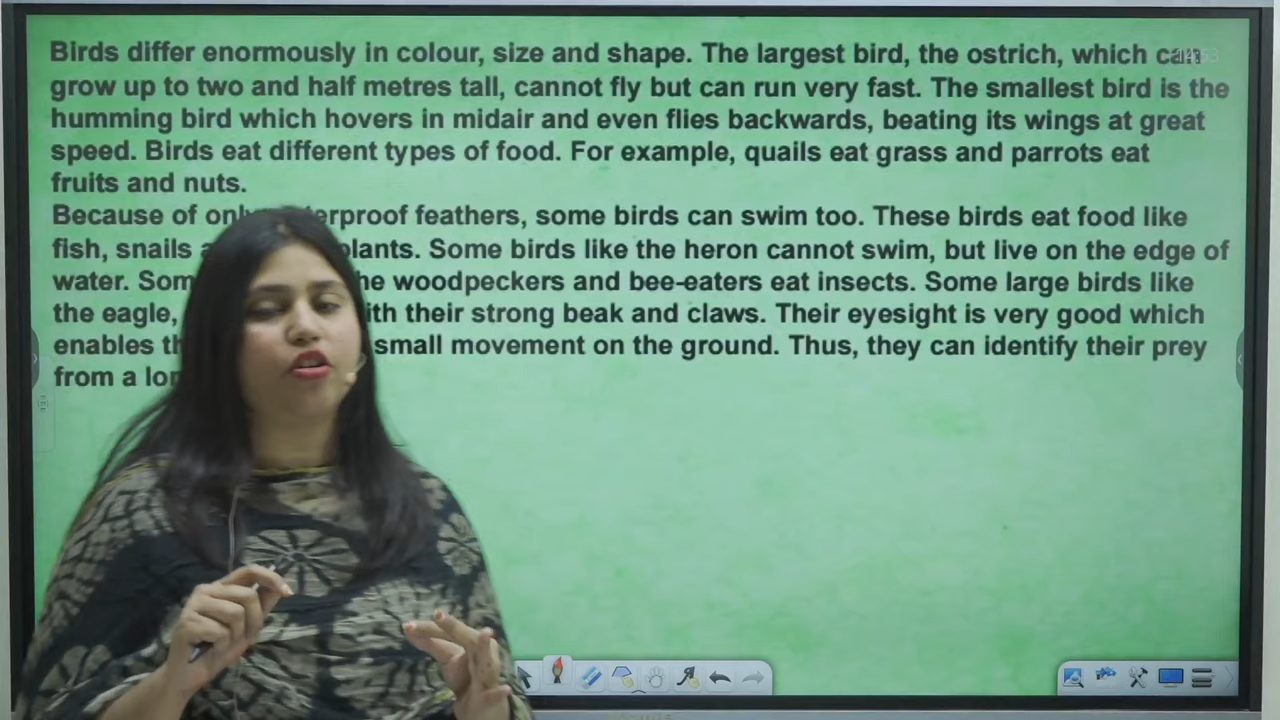 Birds differ enormously in colour, size and shape. The largest bird, the ostrich, which can
grow up to two and half metres tall, cannot fly but can run very fast. The smallest bird is the
humming bird which hovers in midair and even flies backwards, beating its wings at great
speed. Birds eat different types of food. For example, quails eat grass and parrots eat
fruits and nuts.
Because of only feathers, some birds can swim too. These birds eat food like
fish, snails plants. Some birds like the heron cannot swim, but live on the edge of
water. woodpeckers and bee-eaters eat insects. Some large birds like
the eagle, with their strong beak and claws. Their eyesight is very good which
enables small movement on the ground. Thus, they can identify their prey
from a